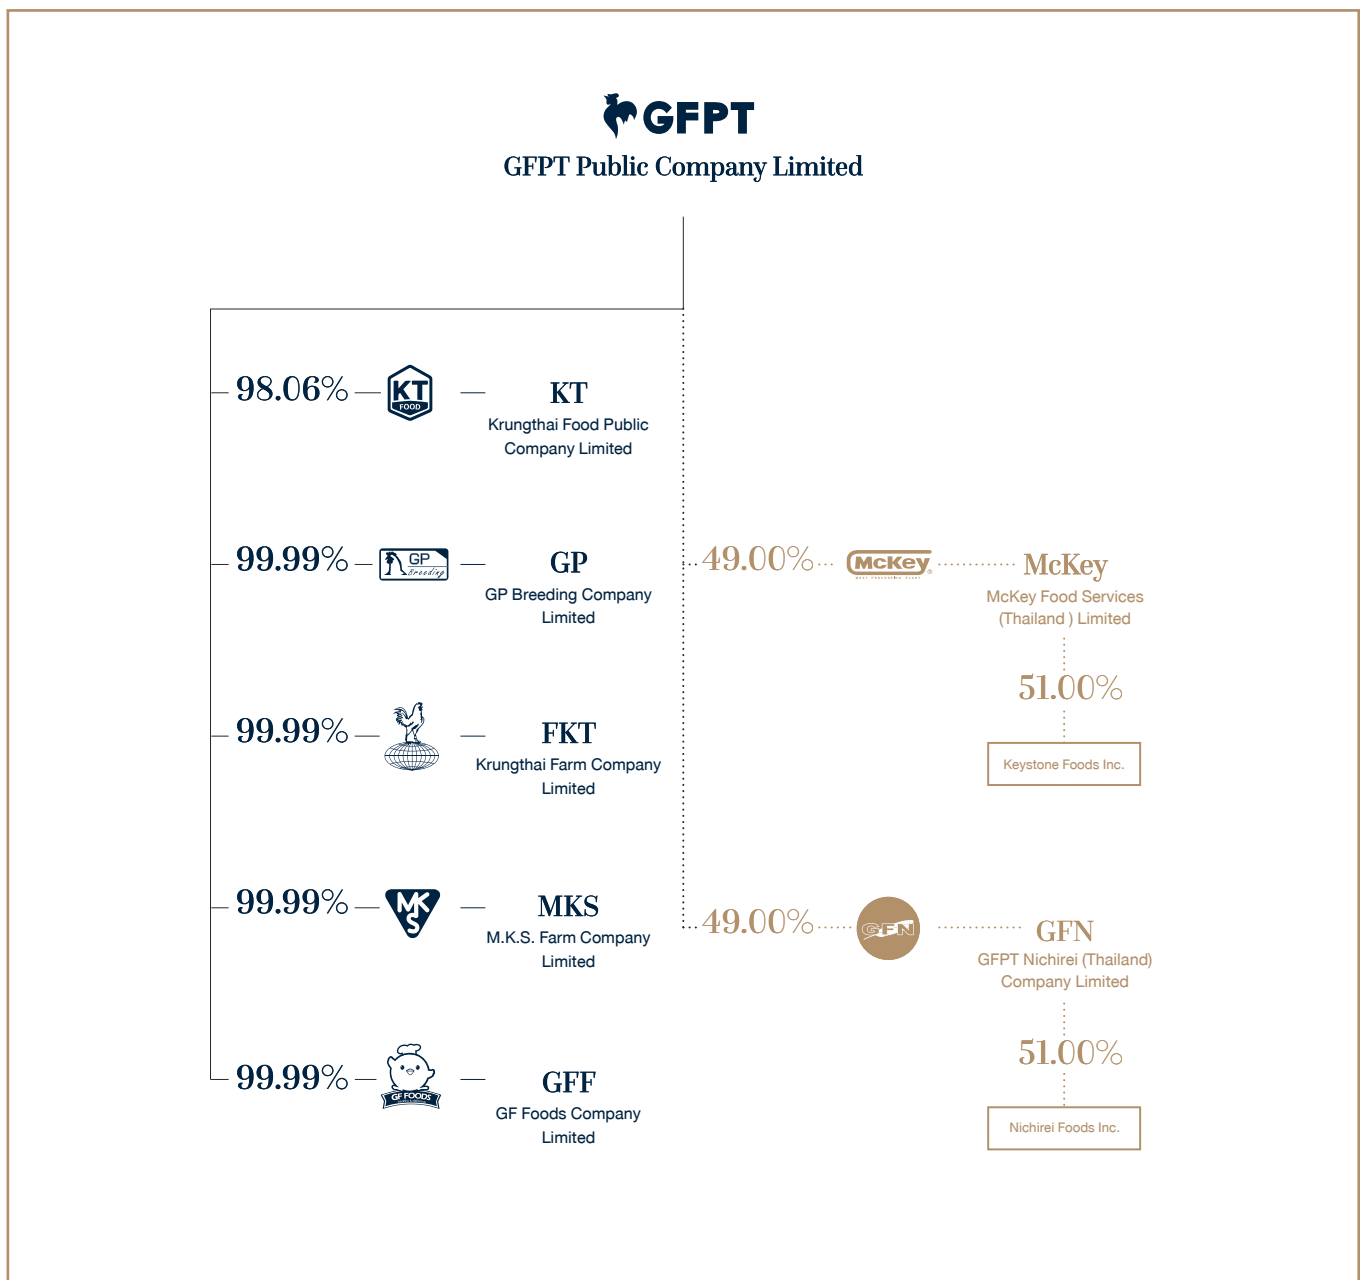 GFPT
GFPT Public Company Limited
98.06%
KT
FOOD
KT
Krungthai Food Public
Company Limited
99.99%
GP
Breeding
GP
GP Breeding Company
Limited
49.00%
McKey
MEAT PROCESSING PLANT
®
McKey
McKey Food Services
(Thailand ) Limited
51.00%
Keystone Foods Inc.
99.99%
FKT
Krungthai Farm Company
Limited
99.99%
MKS
MKS
M.K.S. Farm Company
Limited
49.00%
GFN
GFN
GFPT Nichirei (Thailand)
Company Limited
51.00%
Nichirei Foods Inc.
99.99%
GF FOODS
GFF
GF Foods Company
Limited